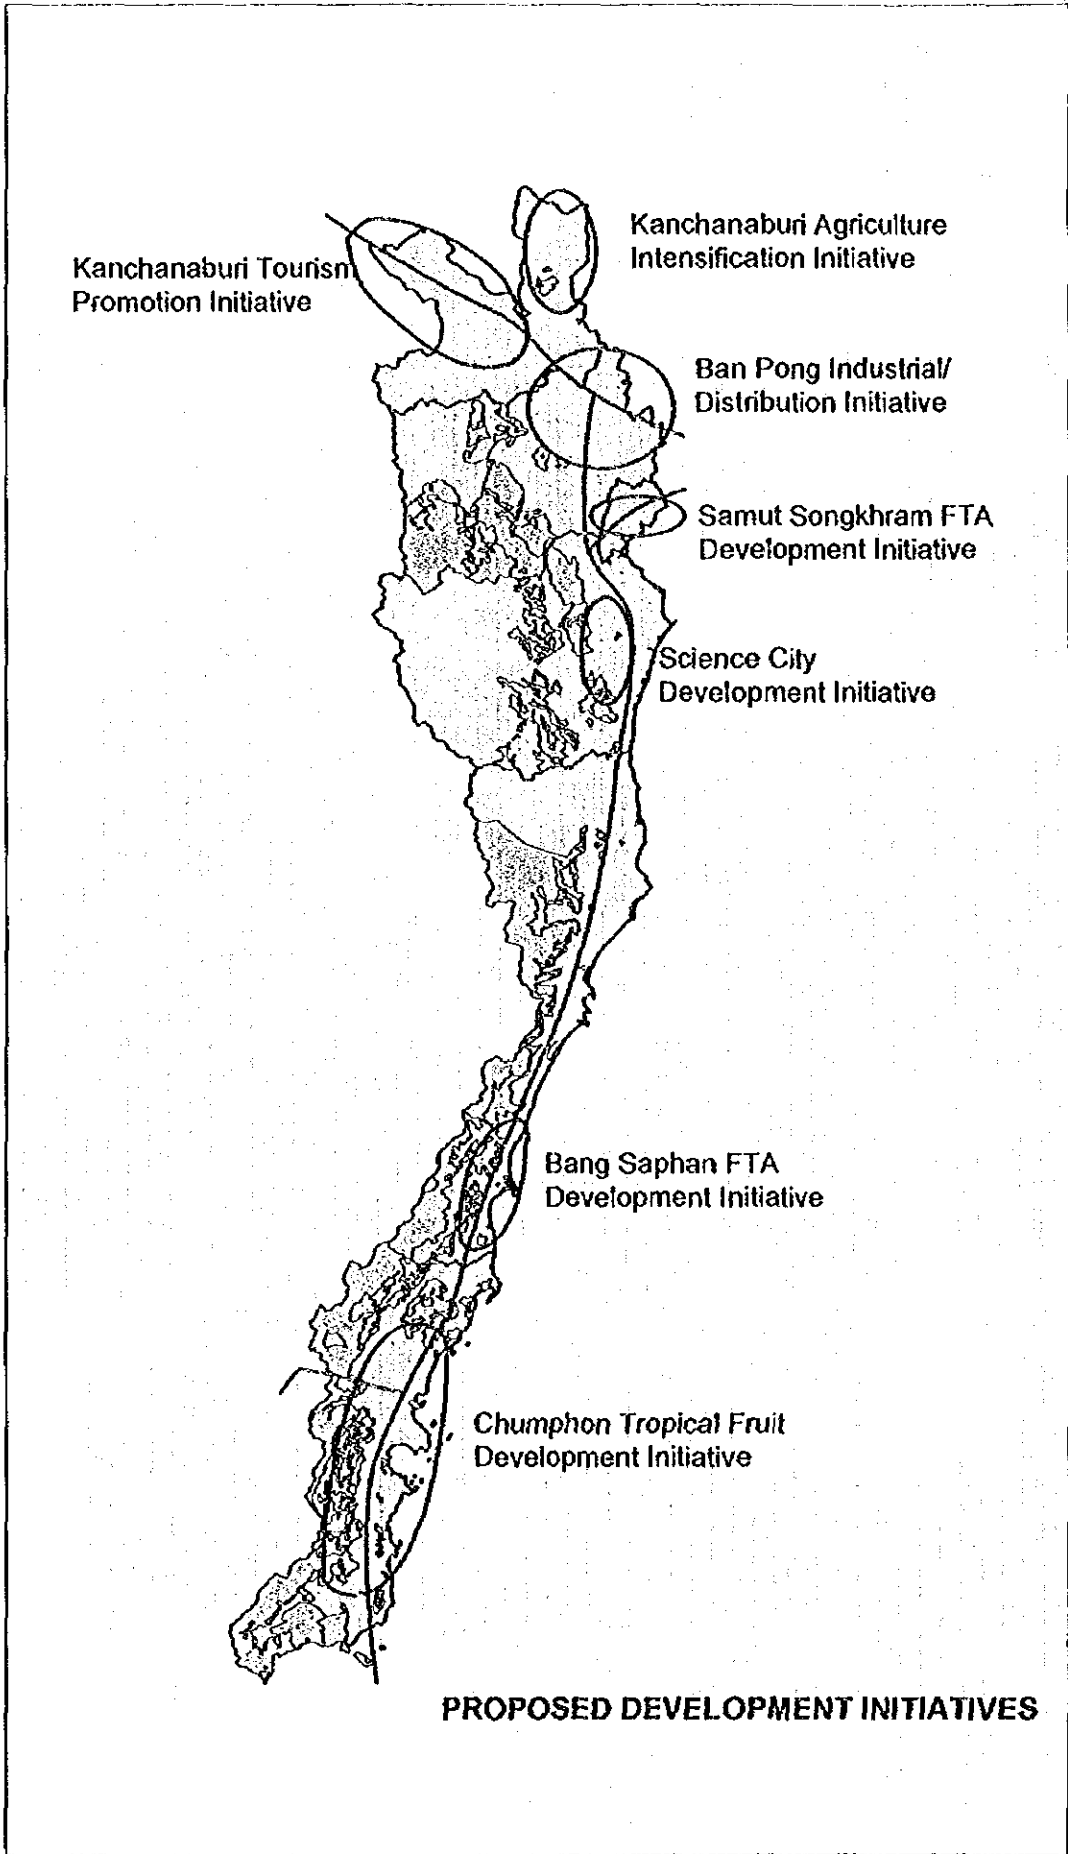 Kanchanaburi Agriculture
Intensification Initiative
Kanchanaburi Tourism
Promotion Initiative
Ban Pong Industrial/
Distribution Initiative
Samut Songkhram FTA
Development Initiative
Science City
Development Initiative
Bang Saphan FTA
Development Initiative
Chumphon Tropical Fruit
Development Initiative
PROPOSED DEVELOPMENT INITIATIVES